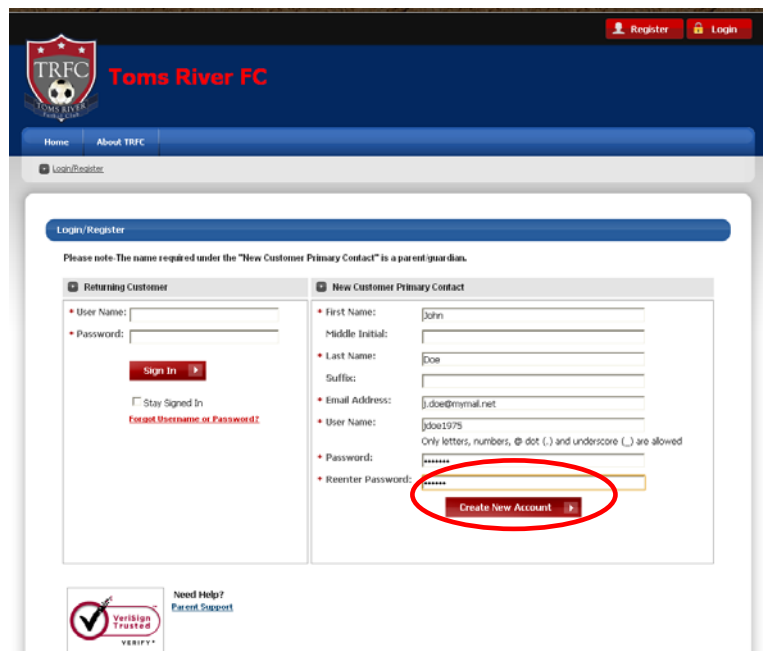 Register
Login
TRFC
TOMS RIVER
Football Club
Toms River FC
Home
About TRFC
Login/Register
Login/Register
Please note-The name required under the "New Customer Primary Contact" is a parent/guardian.
Returning Customer
* User Name:
* Password:
Sign In
Stay Signed In
Forgot Username or Password?
New Customer Primary Contact
* First Name: John
Middle Initial:
* Last Name: Doe
Suffix:
* Email Address: j.doe@mymail.net
* User Name: jdoe1975
Only letters, numbers, @ dot (.) and underscore (_) are allowed
* Password: •••••••
* Reenter Password: ••••••
Create New Account
VeriSign
Trusted
VERIFY
Need Help?
Parent Support